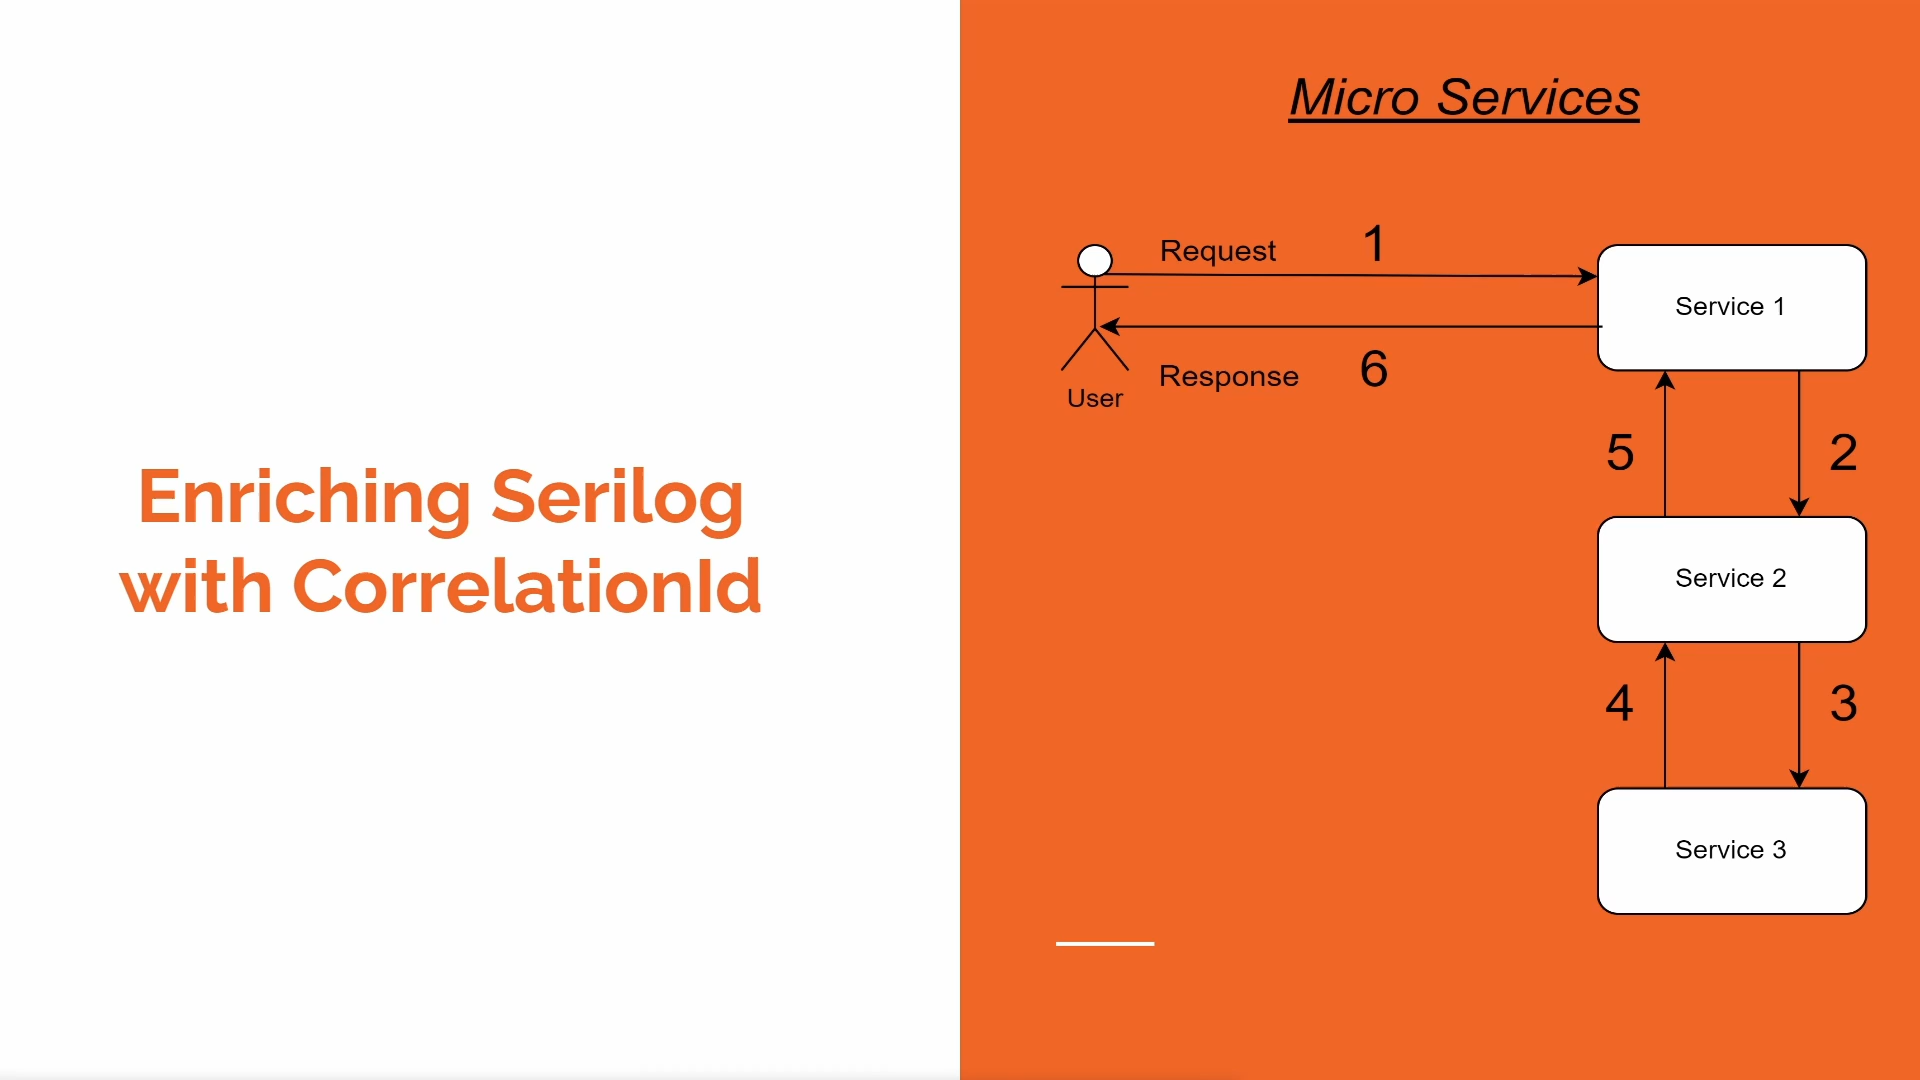 Enriching Serilog
with CorrelationId
Micro Services
Request 1
Response 6
User
Service 1
5 2
Service 2
4 3
Service 3